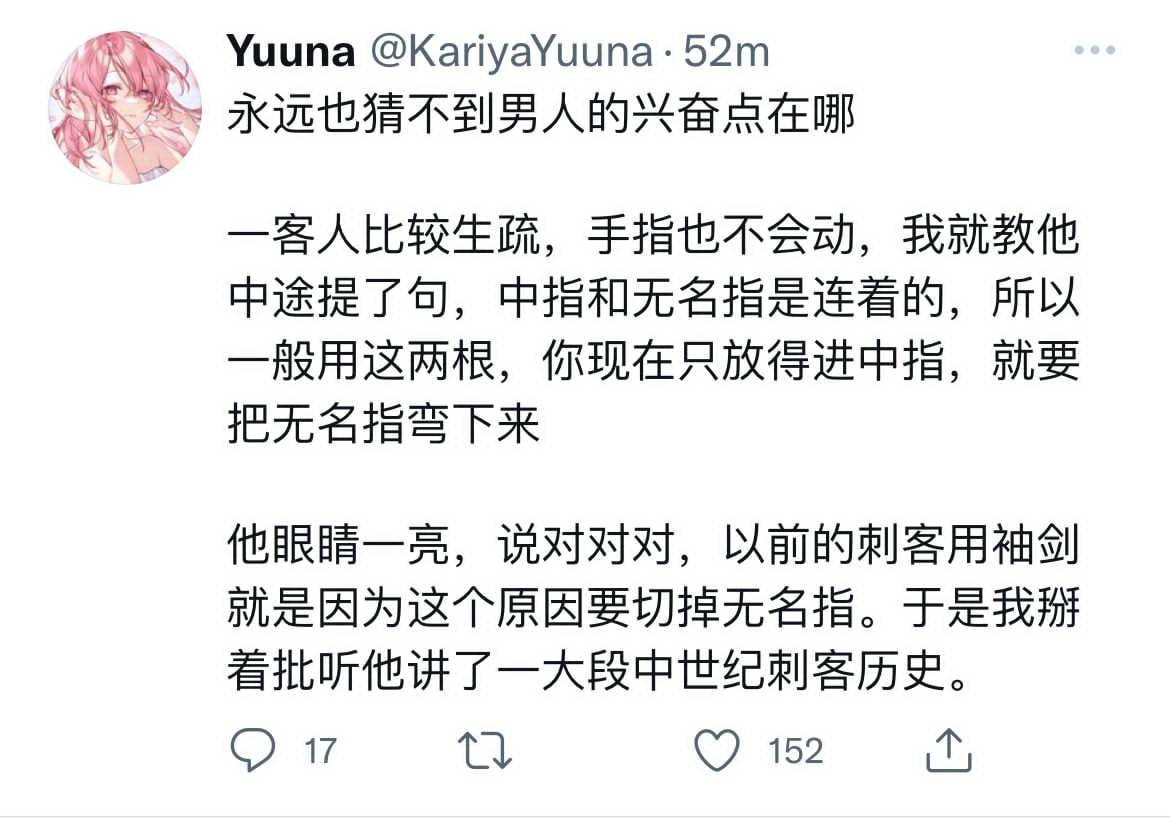 Yuuna @KariyaYuuna · 52m
永远也猜不到男人的兴奋点在哪
一客人比较生疏，手指也不会动，我就教他
中途提了句，中指和无名指是连着的，所以
一般用这两根，你现在只放得进中指，就要
把无名指弯下来
他眼睛一亮，说对对对，以前的刺客用袖剑
就是因为这个原因要切掉无名指。于是我掰
着批听他讲了一大段中世纪刺客历史。
17 152